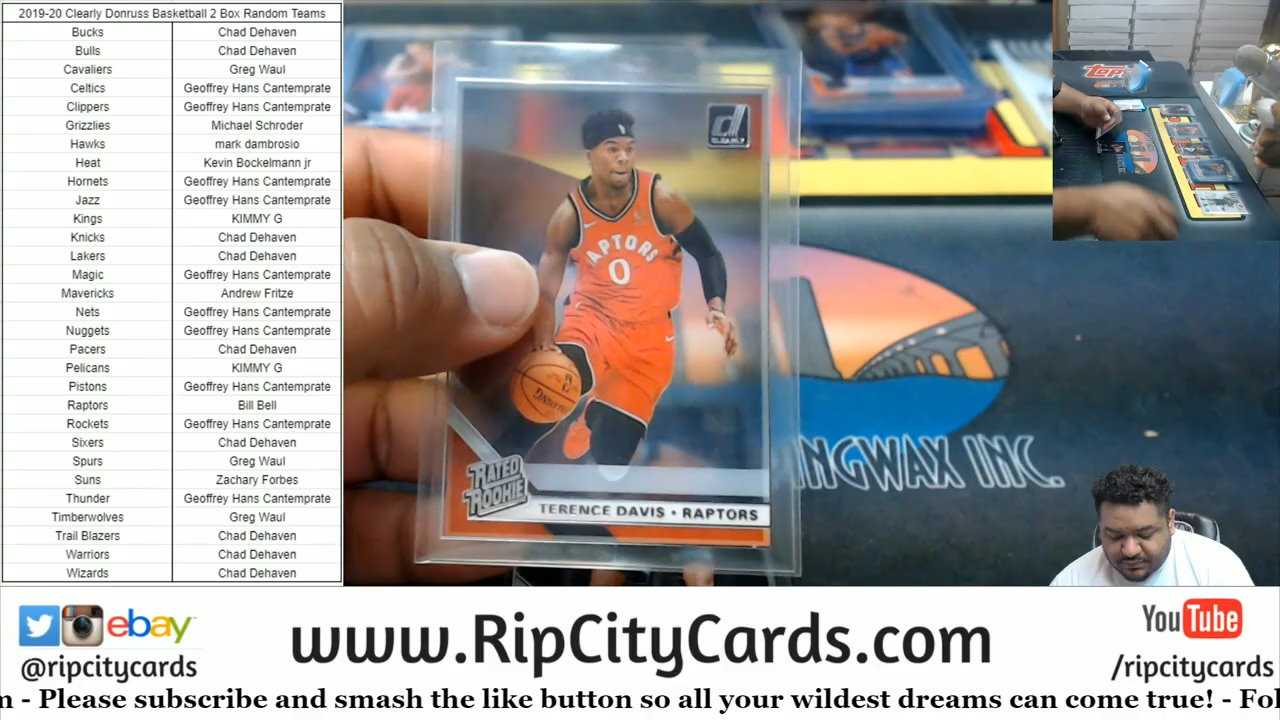 2019-20 Clearly Donruss Basketball 2 Box Random Teams
Bucks Chad Dehaven
Bulls Chad Dehaven
Cavaliers Greg Waul
Celtics Geoffrey Hans Cantemprate
Clippers Geoffrey Hans Cantemprate
Grizzlies Michael Schroder
Hawks mark dambrosio
Heat Kevin Bockelmann jr
Hornets Geoffrey Hans Cantemprate
Jazz Geoffrey Hans Cantemprate
Kings KIMMY G
Knicks Chad Dehaven
Lakers Chad Dehaven
Magic Geoffrey Hans Cantemprate
Mavericks Andrew Fritze
Nets Geoffrey Hans Cantemprate
Nuggets Geoffrey Hans Cantemprate
Pacers Chad Dehaven
Pelicans KIMMY G
Pistons Geoffrey Hans Cantemprate
Raptors Bill Bell
Rockets Geoffrey Hans Cantemprate
Sixers Chad Dehaven
Spurs Greg Waul
Suns Zachary Forbes
Thunder Geoffrey Hans Cantemprate
Timberwolves Greg Waul
Trail Blazers Chad Dehaven
Warriors Chad Dehaven
Wizards Chad Dehaven
d
CLEARLY
RAPTORS
0
SPALDING
RATED
ROOKIE
TERENCE DAVIS • RAPTORS
NGWAX INC.
Topps
ebay
@ripcitycards
www.RipCityCards.com
YouTube
/ripcitycards
m - Please subscribe and smash the like button so all your wildest dreams can come true! - Fol